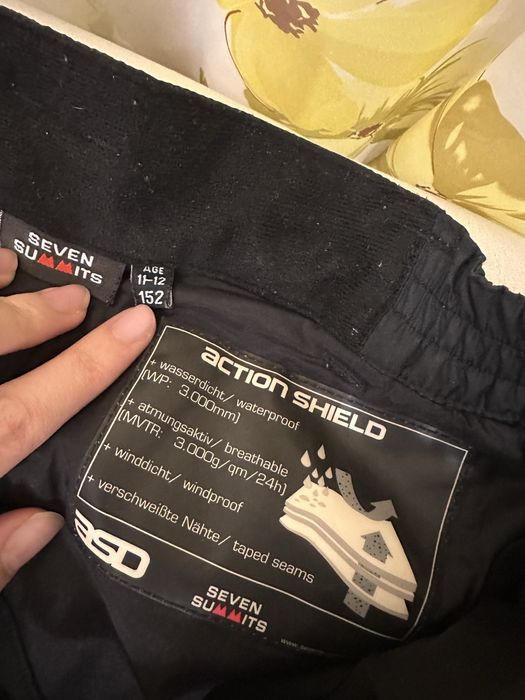 SEVEN
SUMMITS
AGE
11-12
152
ACTION SHIELD
+ wasserdicht/ waterproof
(WP: 3.000mm)
+ atmungsaktiv/ breathable
(MVTR: 3.000g/qm/24h)
+ winddicht/ windproof
+ verschweißte Nähte/ taped seams
ASD
SEVEN
SUMMITS